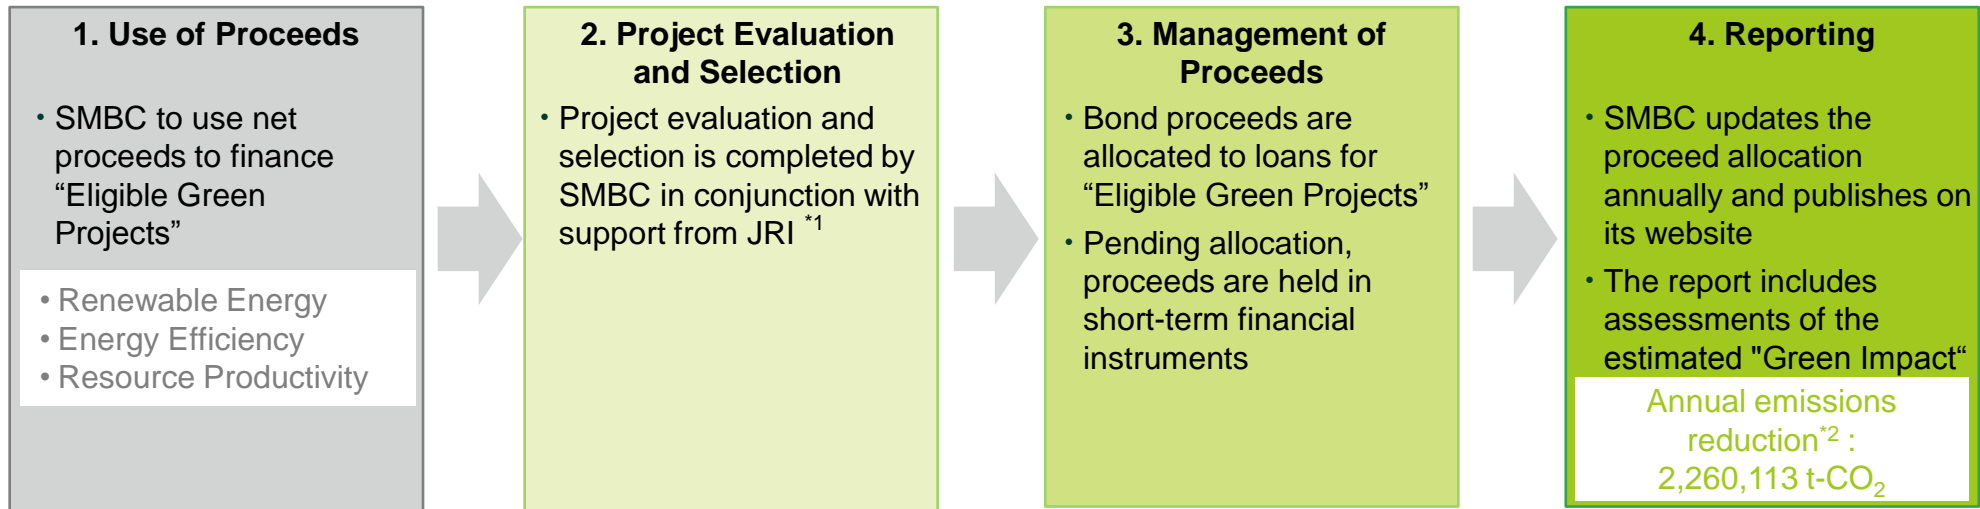 1. Use of Proceeds
• SMBC to use net
proceeds to finance
“Eligible Green
Projects”
• Renewable Energy
• Energy Efficiency
• Resource Productivity
2. Project Evaluation
and Selection
• Project evaluation and
selection is completed by
SMBC in conjunction with
support from JRI *1
3. Management of
Proceeds
• Bond proceeds are
allocated to loans for
“Eligible Green Projects”
• Pending allocation,
proceeds are held in
short-term financial
instruments
4. Reporting
• SMBC updates the
proceed allocation
annually and publishes on
its website
• The report includes
assessments of the
estimated "Green Impact“
Annual emissions
reduction*2 :
2,260,113 t-CO2